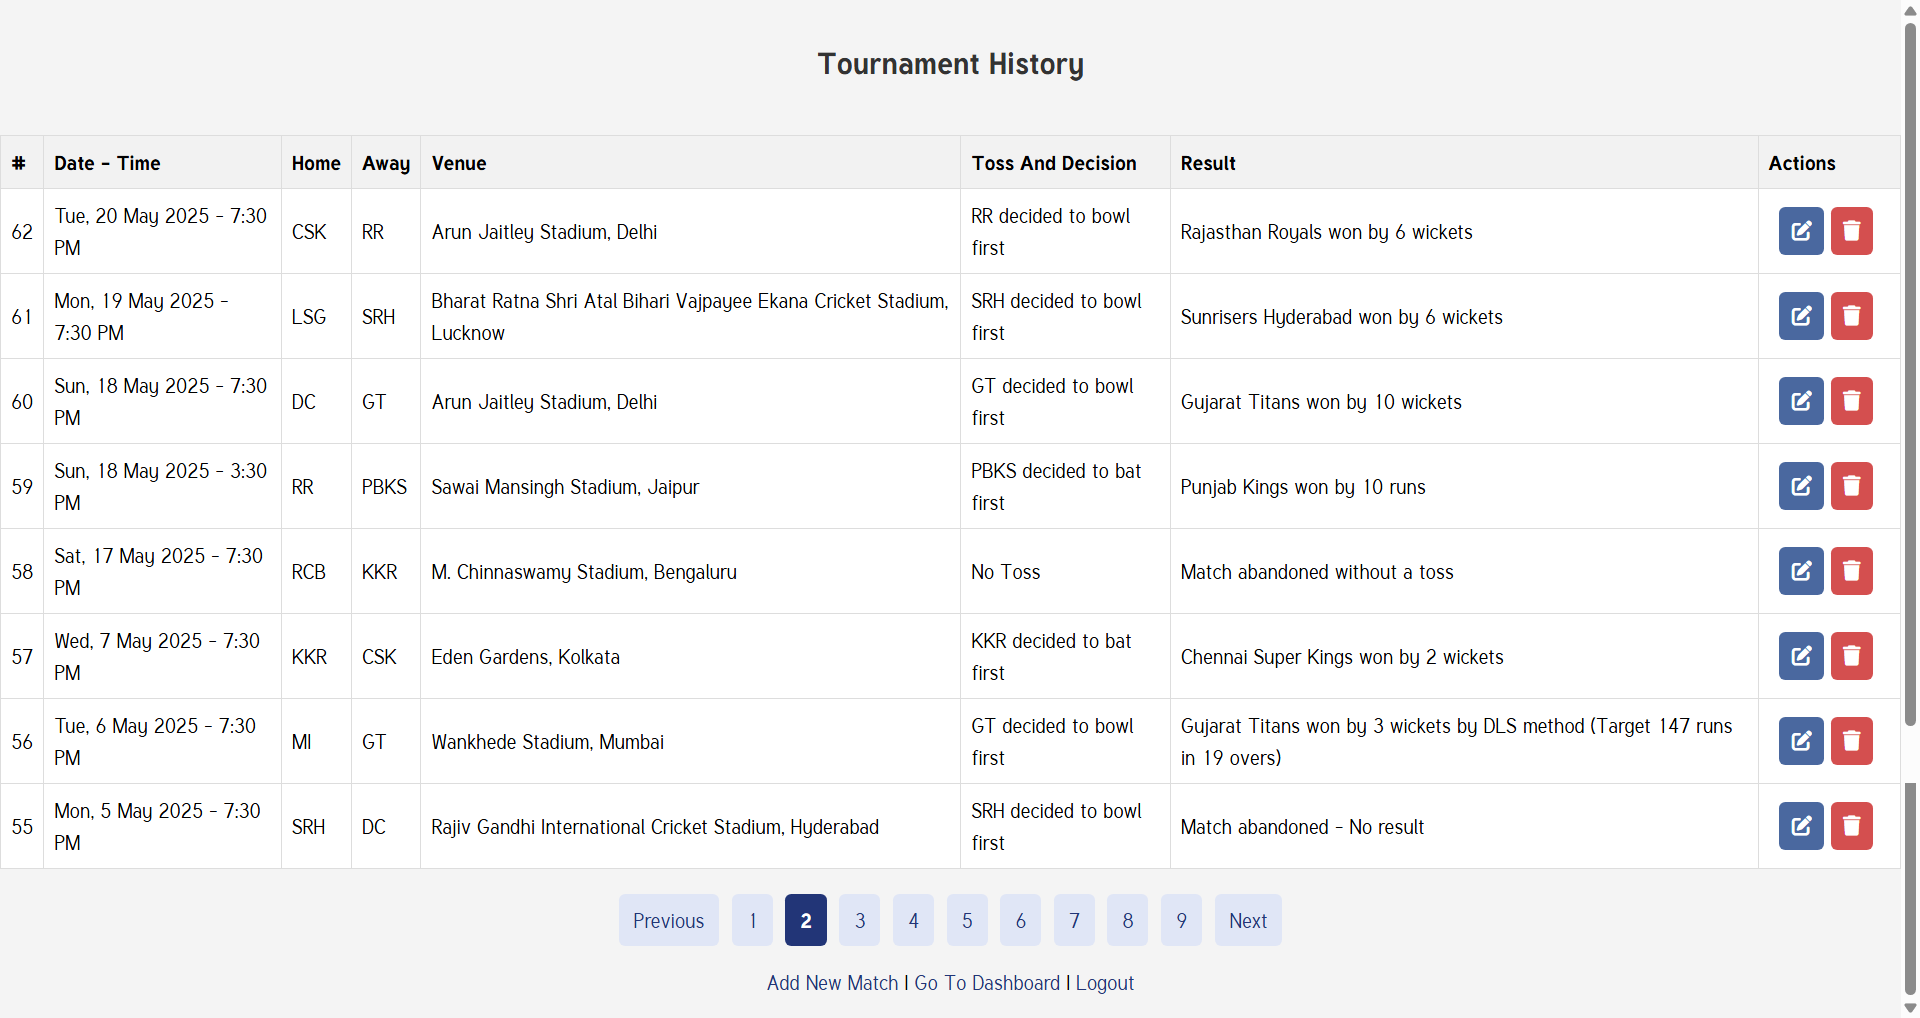 Tournament History
# Date - Time Home Away Venue Toss And Decision Result Actions
62 Tue, 20 May 2025 - 7:30 PM CSK RR Arun Jaitley Stadium, Delhi RR decided to bowl first Rajasthan Royals won by 6 wickets
61 Mon, 19 May 2025 - 7:30 PM LSG SRH Bharat Ratna Shri Atal Bihari Vajpayee Ekana Cricket Stadium, Lucknow SRH decided to bowl first Sunrisers Hyderabad won by 6 wickets
60 Sun, 18 May 2025 - 7:30 PM DC GT Arun Jaitley Stadium, Delhi GT decided to bowl first Gujarat Titans won by 10 wickets
59 Sun, 18 May 2025 - 3:30 PM RR PBKS Sawai Mansingh Stadium, Jaipur PBKS decided to bat first Punjab Kings won by 10 runs
58 Sat, 17 May 2025 - 7:30 PM RCB KKR M. Chinnaswamy Stadium, Bengaluru No Toss Match abandoned without a toss
57 Wed, 7 May 2025 - 7:30 PM KKR CSK Eden Gardens, Kolkata KKR decided to bat first Chennai Super Kings won by 2 wickets
56 Tue, 6 May 2025 - 7:30 PM MI GT Wankhede Stadium, Mumbai GT decided to bowl first Gujarat Titans won by 3 wickets by DLS method (Target 147 runs in 19 overs)
55 Mon, 5 May 2025 - 7:30 PM SRH DC Rajiv Gandhi International Cricket Stadium, Hyderabad SRH decided to bowl first Match abandoned - No result
Previous 1 2 3 4 5 6 7 8 9 Next
Add New Match | Go To Dashboard | Logout